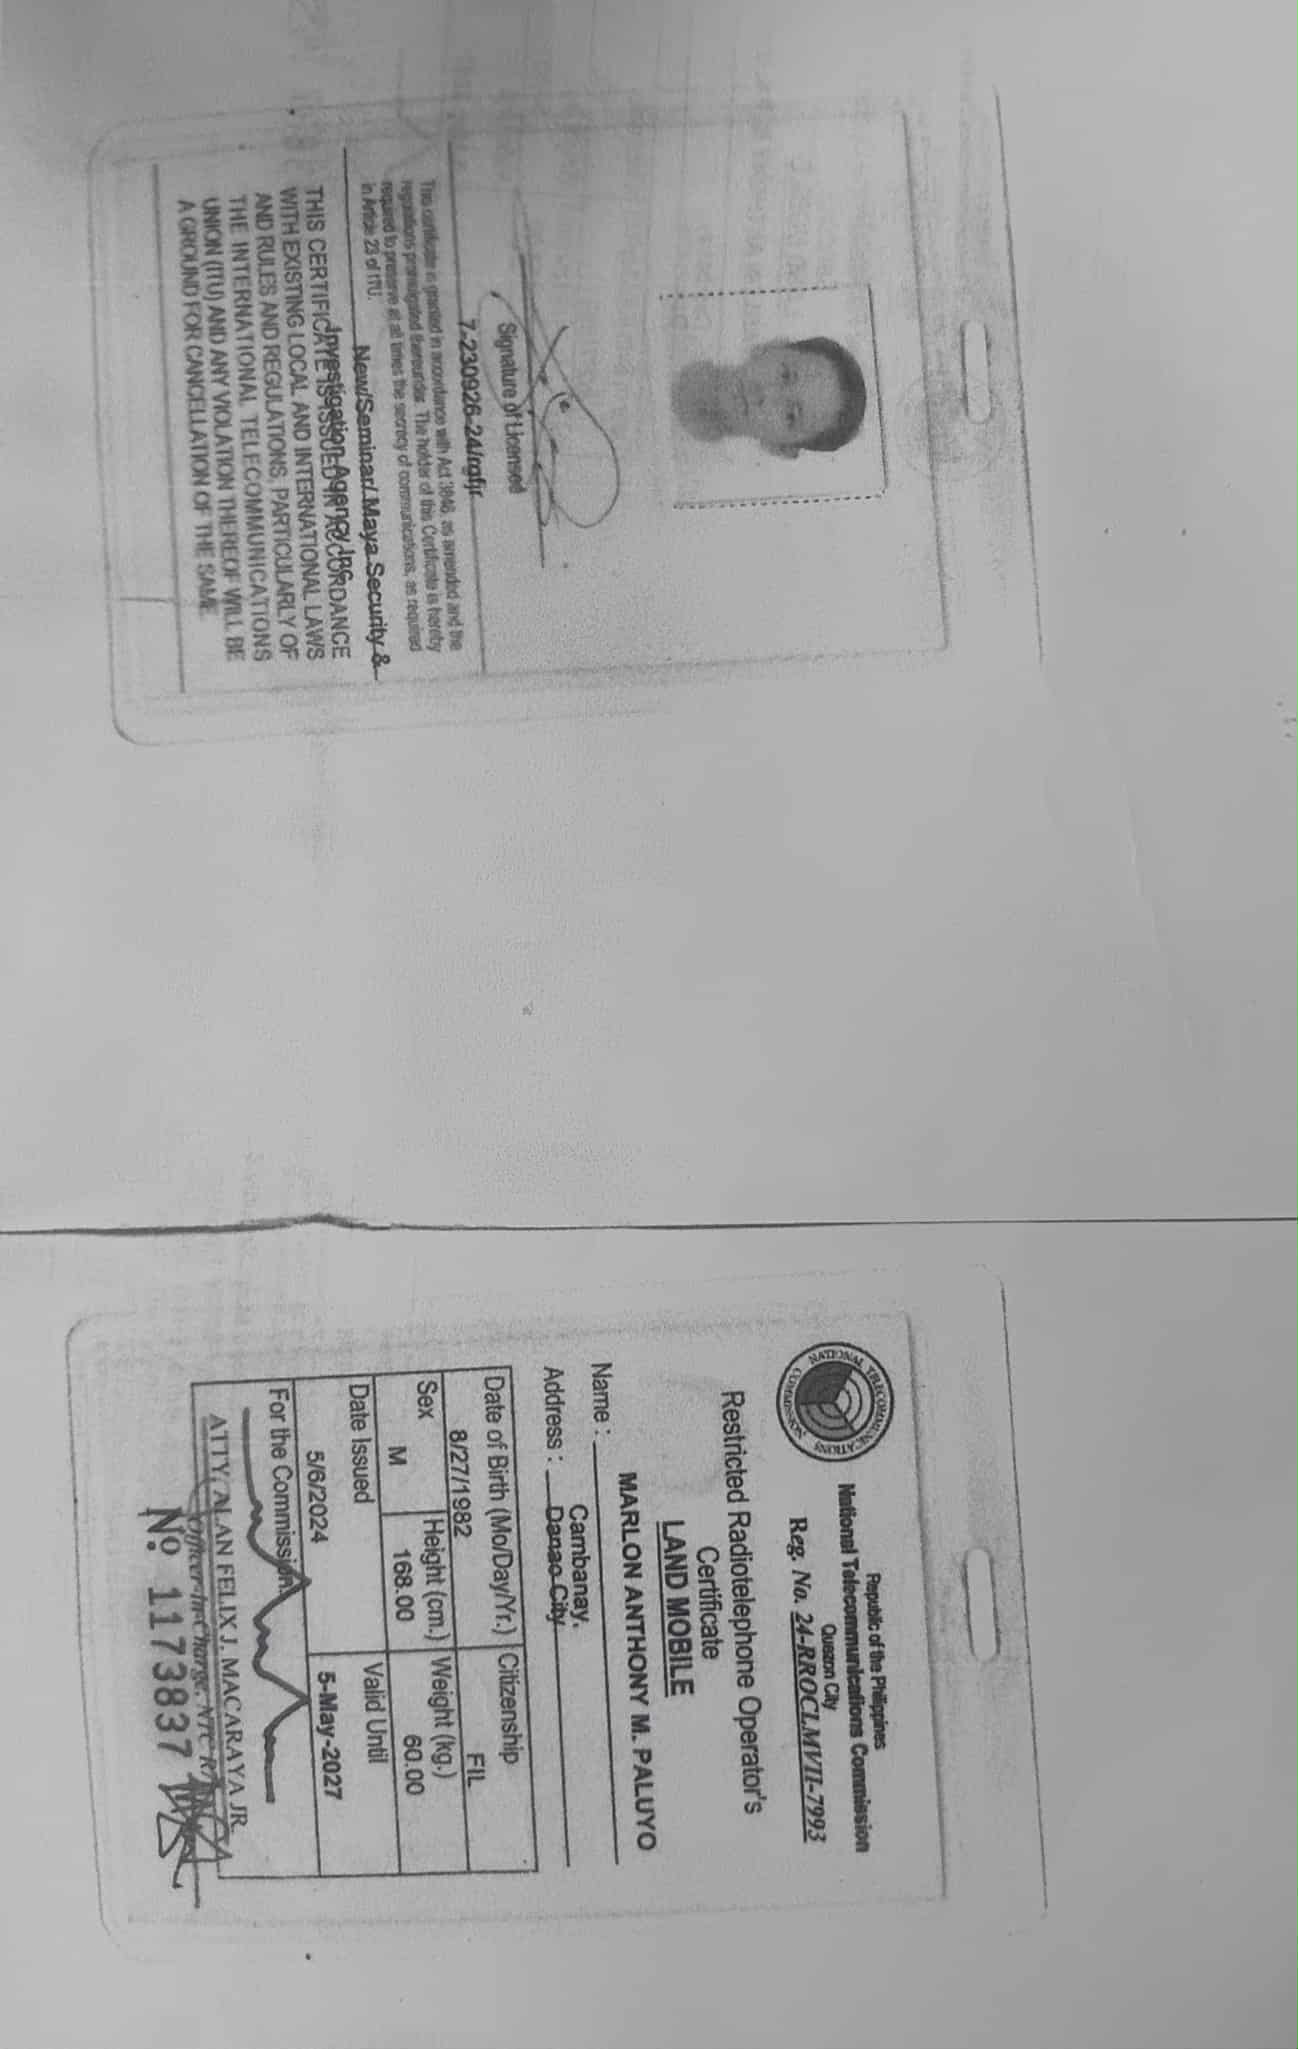 NATIONAL TELECOMMUNICATIONS COMMISSION
Republic of the Philippines
National Telecommunications Commission
Quezon City
Reg. No. 24-RROCLMVII-7993
Restricted Radiotelephone Operator's
Certificate
LAND MOBILE
Name : MARLON ANTHONY M. PALUYO
Cambanay,
Address : Danao City
Date of Birth (Mo/Day/Yr.) Citizenship
8/27/1982 FIL
Sex Height (cm.) Weight (kg.)
M 168.00 60.00
Date Issued Valid Until
5/6/2024 5-May-2027
For the Commission:
ATTY. ALAN FELIX J. MACARAYA JR.
Officer-In-Charge, NTC
No. 1173837
Signature of Licensed
7-230926-24/rgfjr
This certificate is granted in accordance with Act 3846, as amended and the
regulations promulgated thereunder. The holder of this Certificate is hereby
required to preserve at all times the secrecy of communications, as required
in Article 23 of ITU.
New/Seminar/ Maya Security &
Investigation Agency
THIS CERTIFICATE IS ISSUED IN ACCORDANCE
WITH EXISTING LOCAL AND INTERNATIONAL LAWS
AND RULES AND REGULATIONS, PARTICULARLY OF
THE INTERNATIONAL TELECOMMUNICATIONS
UNION (ITU) AND ANY VIOLATION THEREOF WILL BE
A GROUND FOR CANCELLATION OF THE SAME.